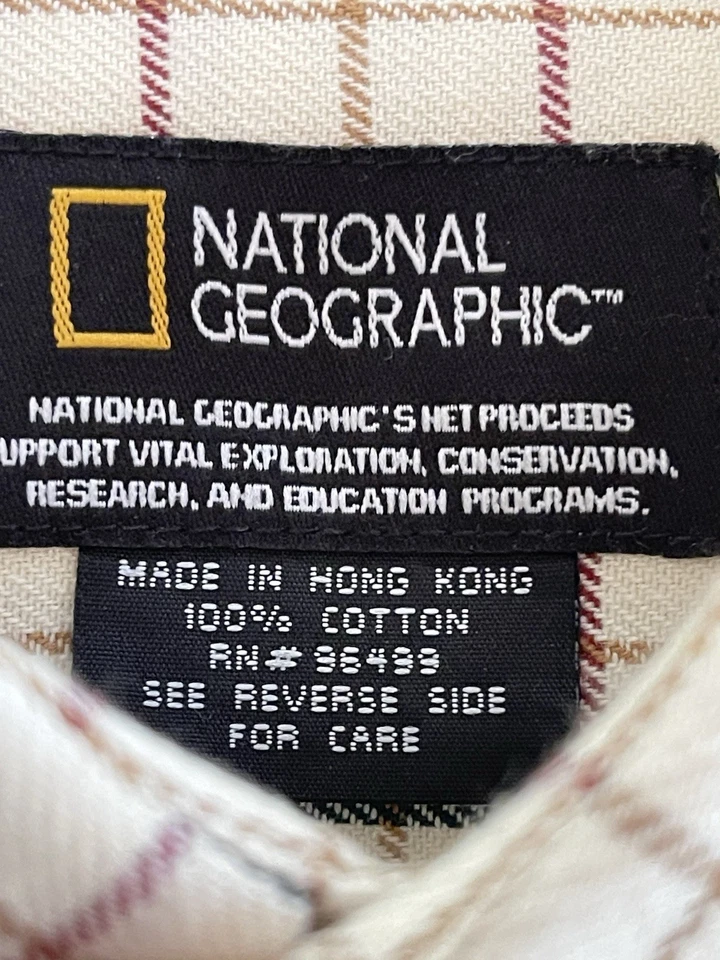 NATIONAL
GEOGRAPHIC™
NATIONAL GEOGRAPHIC'S NET PROCEEDS
UPPORT VITAL EXPLORATION, CONSERVATION,
RESEARCH, AND EDUCATION PROGRAMS.
MADE IN HONG KONG
100% COTTON
RN# 96499
SEE REVERSE SIDE
FOR CARE